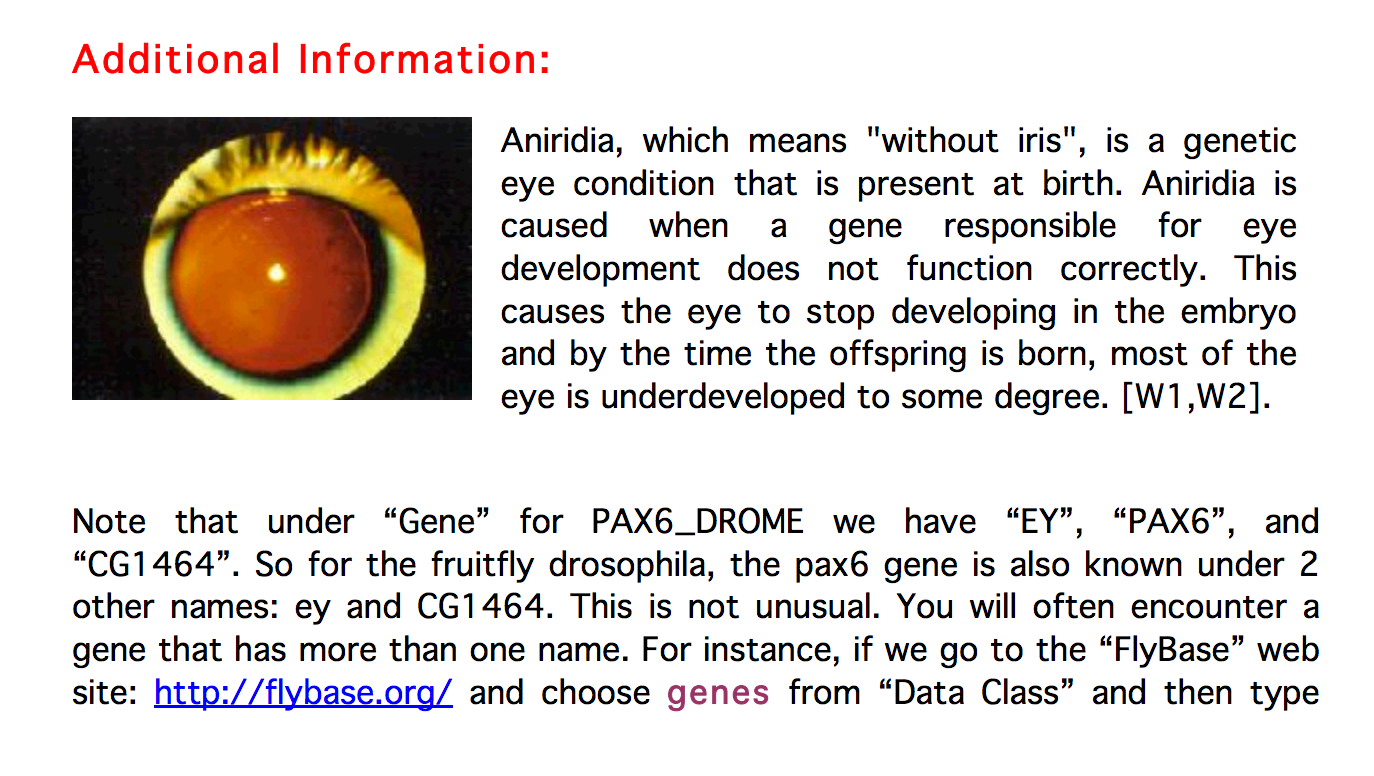 Additional Information:
Aniridia, which means "without iris", is a genetic
eye condition that is present at birth. Aniridia is
caused when a gene responsible for eye
development does not function correctly. This
causes the eye to stop developing in the embryo
and by the time the offspring is born, most of the
eye is underdeveloped to some degree. [W1,W2].
Note that under “Gene” for PAX6_DROME we have “EY”, “PAX6”, and
“CG1464”. So for the fruitfly drosophila, the pax6 gene is also known under 2
other names: ey and CG1464. This is not unusual. You will often encounter a
gene that has more than one name. For instance, if we go to the “FlyBase” web
site: http://flybase.org/ and choose genes from “Data Class” and then type